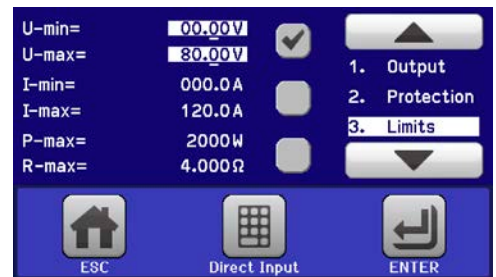 U-min= 00.00V
U-max= 80.00V
I-min= 000.0A
I-max= 120.0A
P-max= 2000W
R-max= 4.000Ω
1. Output
2. Protection
3. Limits
ESC
Direct Input
ENTER